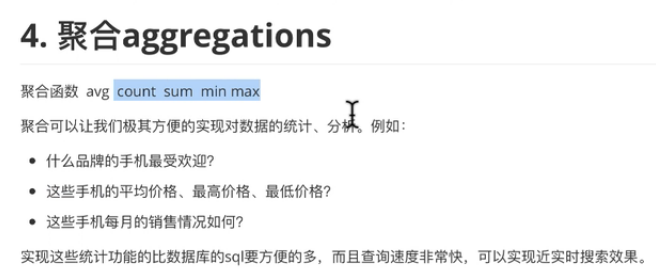 4. 聚合aggregations
聚合函数 avg count sum min max
聚合可以让我们极其方便的实现对数据的统计、分析。例如：
什么品牌的手机最受欢迎?
这些手机的平均价格、最高价格、最低价格?
这些手机每月的销售情况如何?
实现这些统计功能的比数据库的sql要方便的多，而且查询速度非常快，可以实现近实时搜索效果。